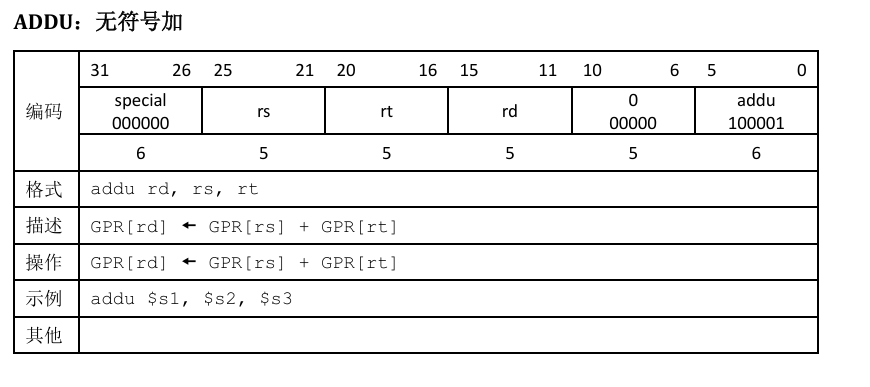 ADDU：无符号加
31 26 25 21 20 16 15 11 10 6 5 0
编码
special 000000
rs
rt
rd
0 00000
addu 100001
6 5 5 5 5 6
格式 addu rd, rs, rt
描述 GPR[rd] ← GPR[rs] + GPR[rt]
操作 GPR[rd] ← GPR[rs] + GPR[rt]
示例 addu $s1, $s2, $s3
其他